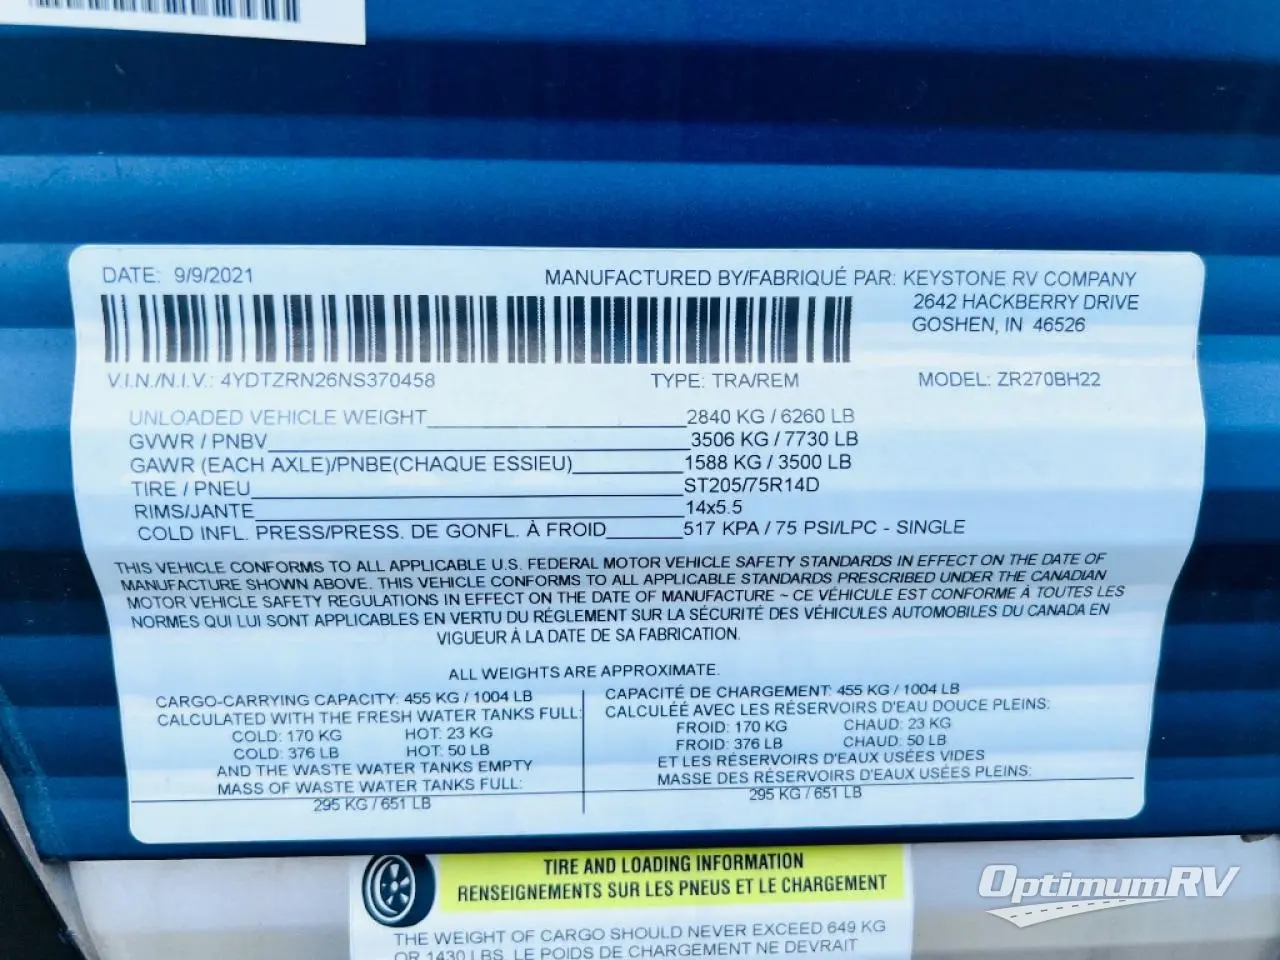 DATE: 9/9/2021
MANUFACTURED BY/FABRIQUÉ PAR: KEYSTONE RV COMPANY
2642 HACKBERRY DRIVE
GOSHEN, IN 46526
V.I.N./N.I.V.: 4YDTZRN26NS370458 TYPE: TRA/REM MODEL: ZR270BH22
UNLOADED VEHICLE WEIGHT 2840 KG / 6260 LB
GVWR / PNBV 3506 KG / 7730 LB
GAWR (EACH AXLE)/PNBE(CHAQUE ESSIEU) 1588 KG / 3500 LB
TIRE / PNEU ST205/75R14D
RIMS/JANTE 14x5.5
COLD INFL. PRESS/PRESS. DE GONFL. À FROID 517 KPA / 75 PSI/LPC - SINGLE
THIS VEHICLE CONFORMS TO ALL APPLICABLE U.S. FEDERAL MOTOR VEHICLE SAFETY STANDARDS IN EFFECT ON THE DATE OF
MANUFACTURE SHOWN ABOVE. THIS VEHICLE CONFORMS TO ALL APPLICABLE STANDARDS PRESCRIBED UNDER THE CANADIAN
MOTOR VEHICLE SAFETY REGULATIONS IN EFFECT ON THE DATE OF MANUFACTURE ~ CE VÉHICULE EST CONFORME À TOUTES LES
NORMES QUI LUI SONT APPLICABLES EN VERTU DU RÉGLEMENT SUR LA SÉCURITÉ DES VÉHICULES AUTOMOBILES DU CANADA EN
VIGUEUR À LA DATE DE SA FABRICATION.
ALL WEIGHTS ARE APPROXIMATE.
CARGO-CARRYING CAPACITY: 455 KG / 1004 LB
CALCULATED WITH THE FRESH WATER TANKS FULL:
COLD: 170 KG HOT: 23 KG
COLD: 376 LB HOT: 50 LB
AND THE WASTE WATER TANKS EMPTY
MASS OF WASTE WATER TANKS FULL:
295 KG / 651 LB
CAPACITÉ DE CHARGEMENT: 455 KG / 1004 LB
CALCULÉE AVEC LES RÉSERVOIRS D'EAU DOUCE PLEINS:
FROID: 170 KG CHAUD: 23 KG
FROID: 376 LB CHAUD: 50 LB
ET LES RÉSERVOIRS D'EAUX USÉES VIDES
MASSE DES RÉSERVOIRS D'EAUX USÉES PLEINS:
295 KG / 651 LB
TIRE AND LOADING INFORMATION
RENSEIGNEMENTS SUR LES PNEUS ET LE CHARGEMENT
THE WEIGHT OF CARGO SHOULD NEVER EXCEED 649 KG
OR 1430 LBS. LE POIDS DE CHARGEMENT NE DEVRAIT
OptimumRV